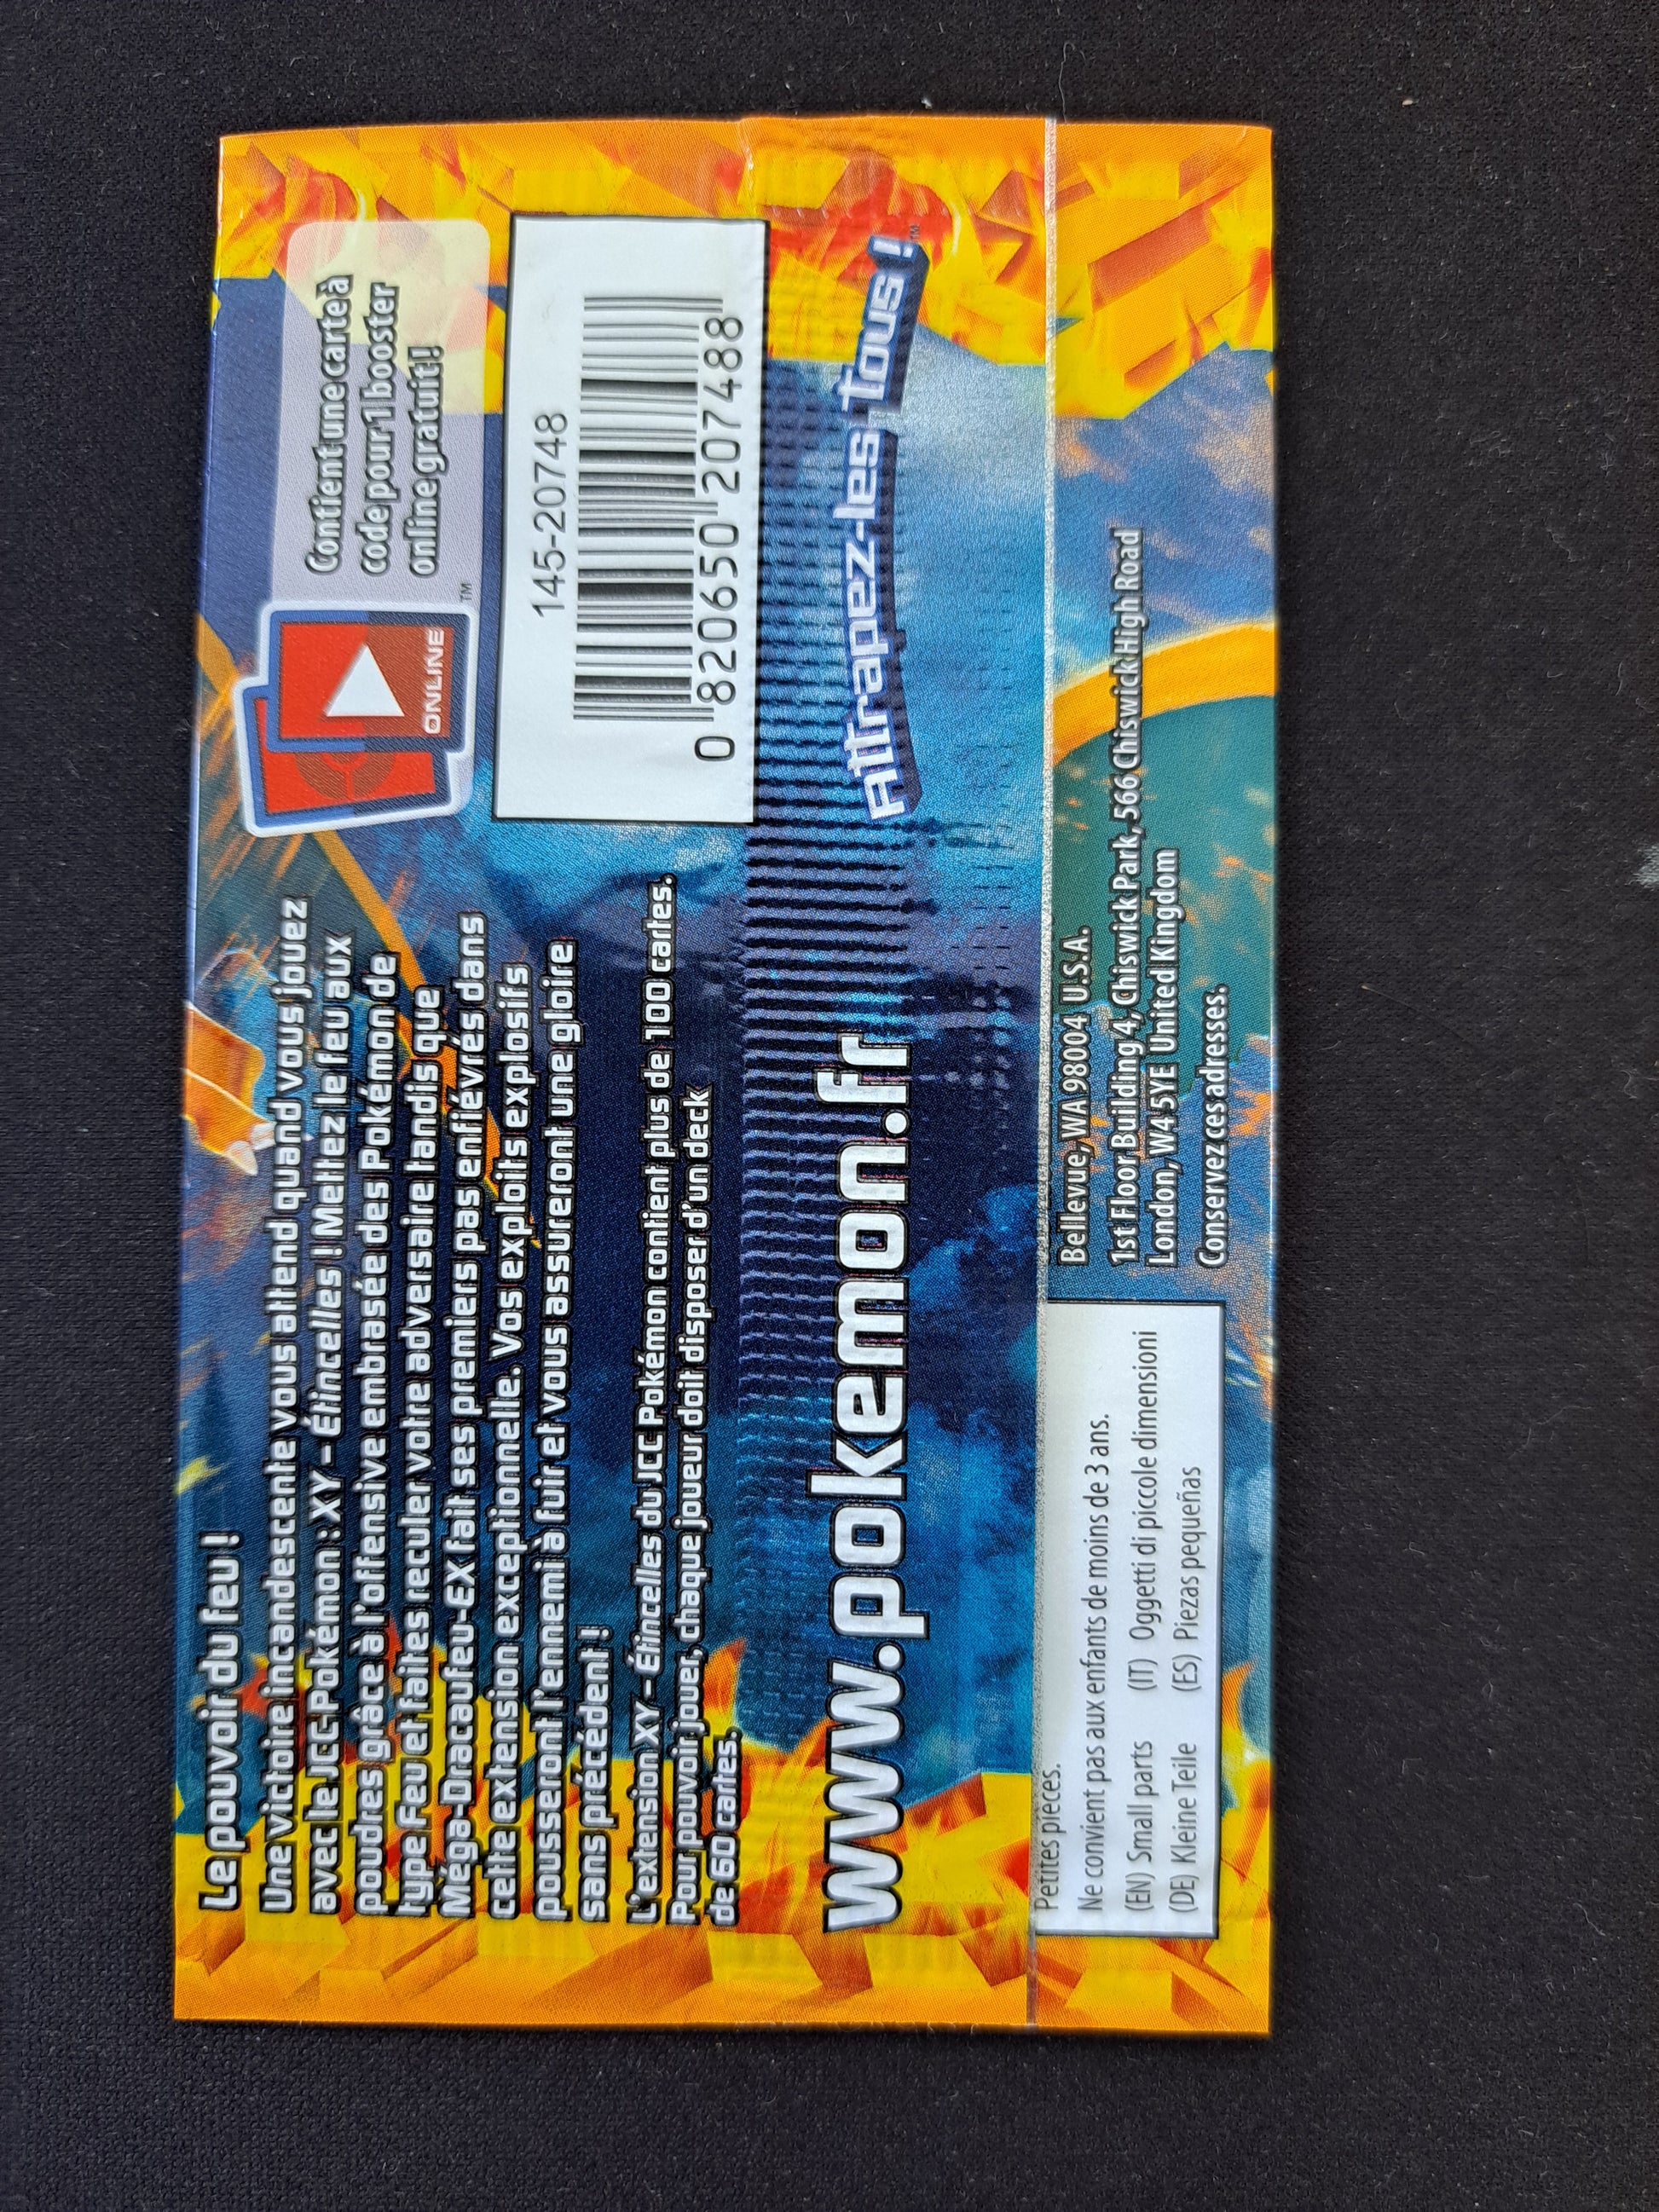 Le pouvoir du feu !
Une victoire incandescente vous attend quand vous jouez
avec le JCC Pokémon : XY – Étincelles ! Mettez le feu aux
poudres grâce à l'offensive embrasée des Pokémon de
type Feu et faites reculer votre adversaire tandis que
Méga-Dracaufeu-EX fait ses premiers pas enfiévrés dans
cette extension exceptionnelle. Vos exploits explosifs
pousseront l'ennemi à fuir et vous assureront une gloire
sans précédent !
L'extension XY – Étincelles du JCC Pokémon contient plus de 100 cartes.
Pour pouvoir jouer, chaque joueur doit disposer d'un deck
de 60 cartes.
www.pokemon.fr
ONLINE
TM
Contient une carte à
code pour 1 booster
online gratuit !
145-20748
0 820650 207488
Attrapez-les tous !
TM
Petites pièces.
Ne convient pas aux enfants de moins de 3 ans.
(EN) Small parts (IT) Oggetti di piccole dimensioni
(DE) Kleine Teile (ES) Piezas pequeñas
Bellevue, WA 98004 U.S.A.
1st Floor Building 4, Chiswick Park, 566 Chiswick High Road
London, W4 5YE United Kingdom
Conservez ces adresses.